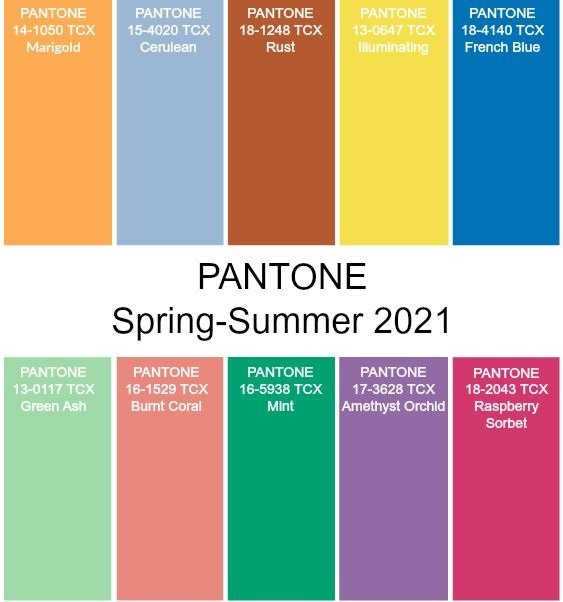 PANTONE
14-1050 TCX
Marigold
PANTONE
15-4020 TCX
Cerulean
PANTONE
18-1248 TCX
Rust
PANTONE
13-0647 TCX
Illuminating
PANTONE
18-4140 TCX
French Blue
PANTONE
Spring-Summer 2021
PANTONE
13-0117 TCX
Green Ash
PANTONE
16-1529 TCX
Burnt Coral
PANTONE
16-5938 TCX
Mint
PANTONE
17-3628 TCX
Amethyst Orchid
PANTONE
18-2043 TCX
Raspberry
Sorbet